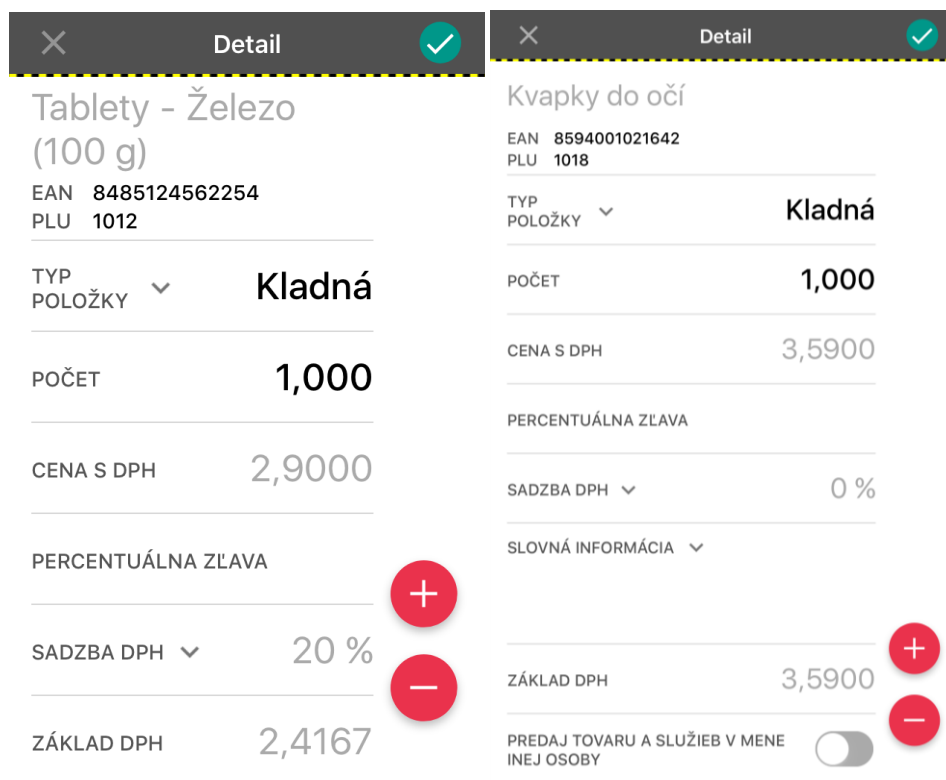 Detail
Tablety - Železo
(100 g)
EAN 8485124562254
PLU 1012
TYP
POLOŽKY
Kladná
POČET 1,000
CENA S DPH 2,9000
PERCENTUÁLNA ZĽAVA
SADZBA DPH 20 %
ZÁKLAD DPH 2,4167
Detail
Kvapky do očí
EAN 8594001021642
PLU 1018
TYP
POLOŽKY
Kladná
POČET 1,000
CENA S DPH 3,5900
PERCENTUÁLNA ZĽAVA
SADZBA DPH 0 %
SLOVNÁ INFORMÁCIA
ZÁKLAD DPH 3,5900
PREDAJ TOVARU A SLUŽIEB V MENE
INEJ OSOBY